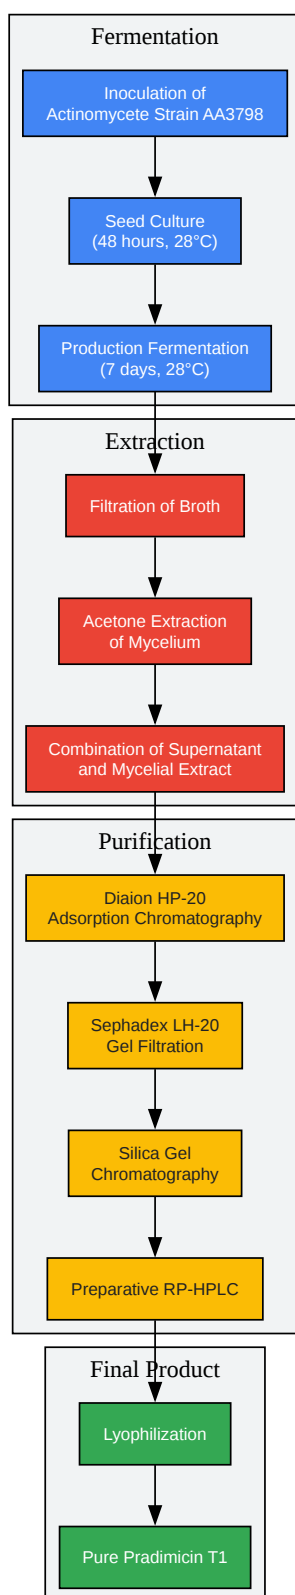 Fermentation
Inoculation of
Actinomycete Strain AA3798
Seed Culture
(48 hours, 28°C)
Production Fermentation
(7 days, 28°C)
Extraction
Filtration of Broth
Acetone Extraction
of Mycelium
Combination of Supernatant
and Mycelial Extract
Purification
Diaion HP-20
Adsorption Chromatography
Sephadex LH-20
Gel Filtration
Silica Gel
Chromatography
Preparative RP-HPLC
Final Product
Lyophilization
Pure Pradimicin T1